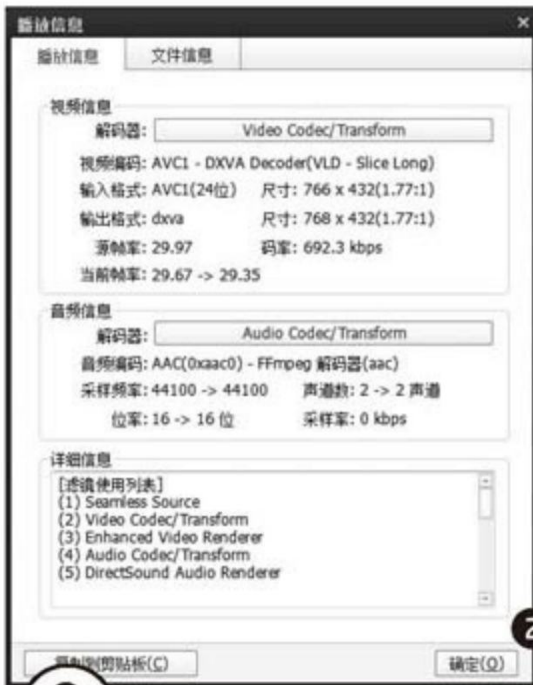 播放信息
播放信息 文件信息
视频信息
解码器: Video Codec/Transform
视频编码: AVC1 - DXVA Decoder(VLD - Slice Long)
输入格式: AVC1(24位) 尺寸: 766 x 432(1.77:1)
输出格式: dxva 尺寸: 768 x 432(1.77:1)
源帧率: 29.97 码率: 692.3 kbps
当前帧率: 29.67 -> 29.35
音频信息
解码器: Audio Codec/Transform
音频编码: AAC(0xaac0) - FFmpeg 解码器(aac)
采样频率: 44100 -> 44100 声道数: 2 -> 2 声道
位率: 16 -> 16 位 采样率: 0 kbps
详细信息
[滤镜使用列表]
(1) Seamless Source
(2) Video Codec/Transform
(3) Enhanced Video Renderer
(4) Audio Codec/Transform
(5) DirectSound Audio Renderer
复制到剪贴板(C) 确定(O)